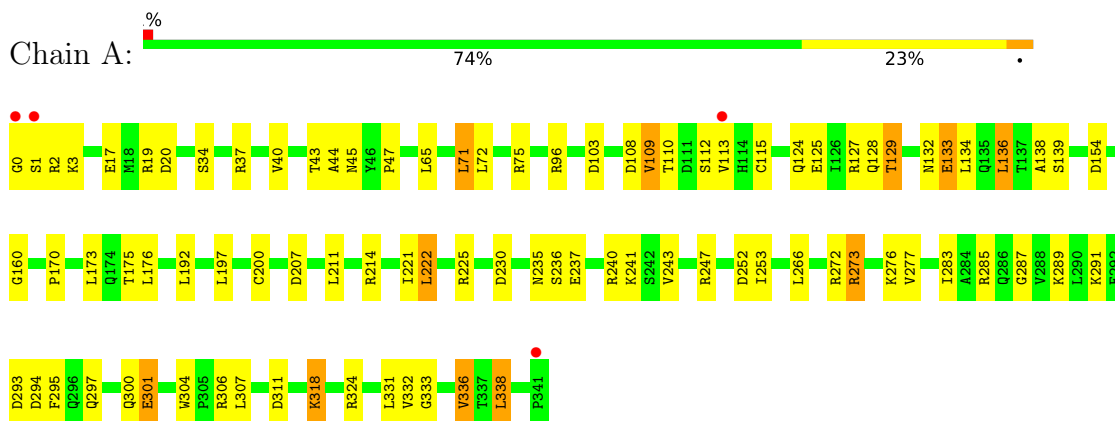 .%
Chain A:
74% 23% •
G0 S1 R2 K3 E17 M18 R19 D20 S34 R37 V40 T43 A44 N45 Y46 P47 L65 L71 L72 R75 R96 D103 D108 V109 T110 D111 S112 V113 H114 C115 Q124 E125 I126 R127 Q128 T129 N132 E133 L134 Q135 L136 T137 A138 S139 D154
G160 P170 L173 Q174 T175 L176 L192 L197 C200 D207 L211 R214 I221 L222 R225 D230 N235 S236 E237 R240 K241 S242 V243 R247 D252 I253 L266 R272 R273 K276 V277 I283 A284 R285 Q286 G287 V288 K289 L290 K291
D293 D294 F295 Q296 Q297 Q300 E301 W304 P305 R306 L307 D311 K318 R324 L331 V332 G333 V336 T337 L338 P341